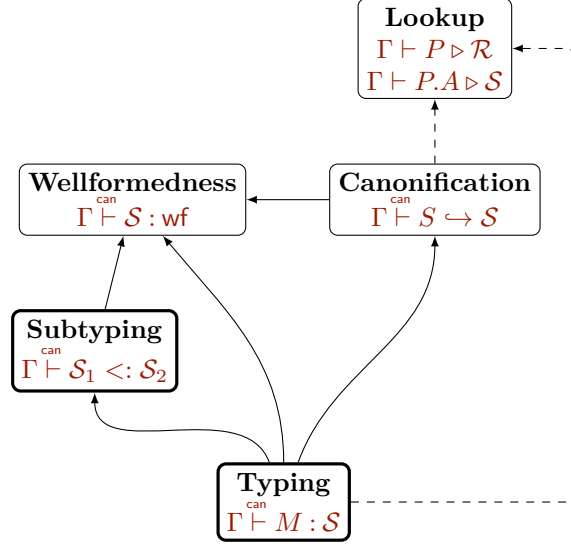 Lookup
Γ ⊢ P ▷ ℛ
Γ ⊢ P.A ▷ 𝒮
Wellformedness
Γ ⊢can 𝒮 : wf
Canonification
Γ ⊢can S ↪ 𝒮
Subtyping
Γ ⊢can 𝒮₁ <: 𝒮₂
Typing
Γ ⊢can M : 𝒮